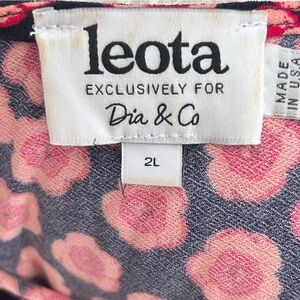 leota
EXCLUSIVELY FOR
Dia & Co
2L
MADE
IN USA